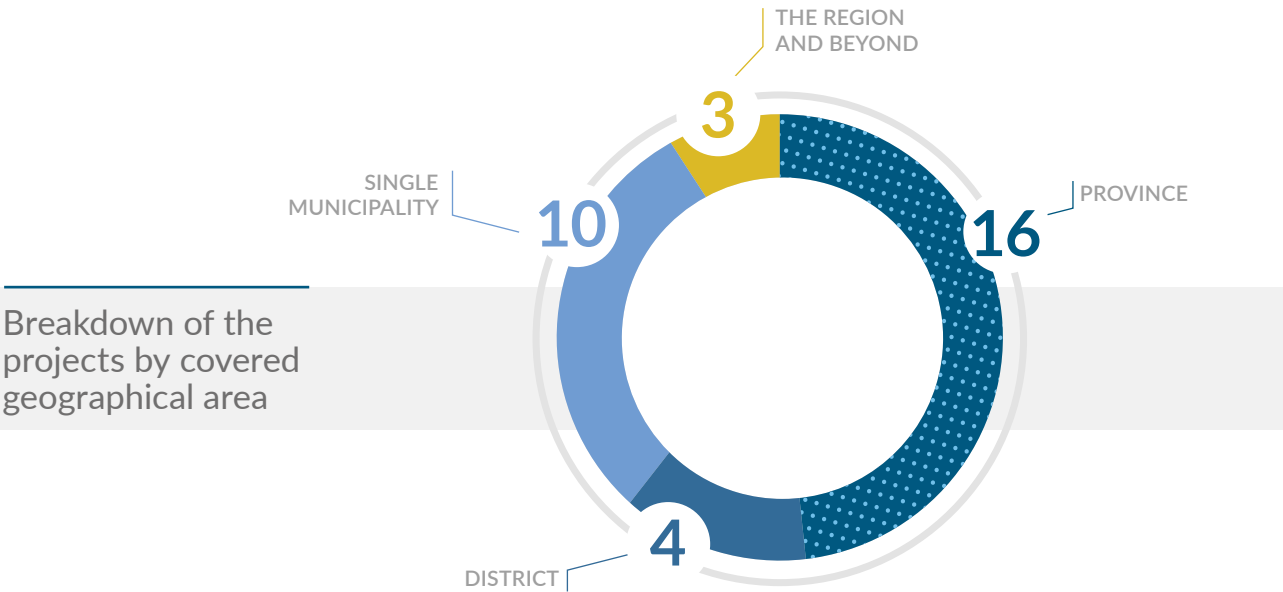 THE REGION
AND BEYOND
3
SINGLE
MUNICIPALITY
10
PROVINCE
16
Breakdown of the
projects by covered
geographical area
4
DISTRICT